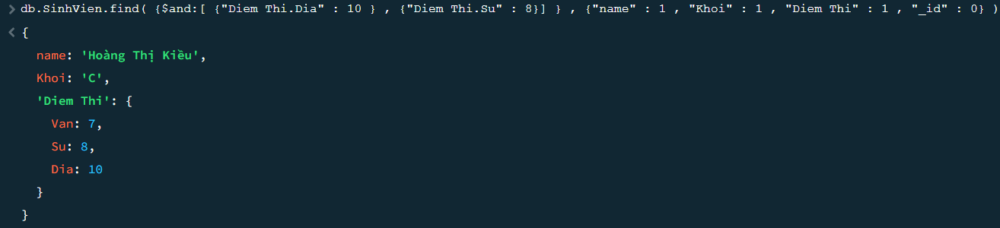 db.SinhVien.find( {$and:[ {"Diem Thi.Dia" : 10 } , {"Diem Thi.Su" : 8}] } , {"name" : 1 , "Khoi" : 1 , "Diem Thi" : 1 , "_id" : 0} )
{
name: 'Hoàng Thị Kiều',
Khoi: 'C',
'Diem Thi': {
Van: 7,
Su: 8,
Dia: 10
}
}